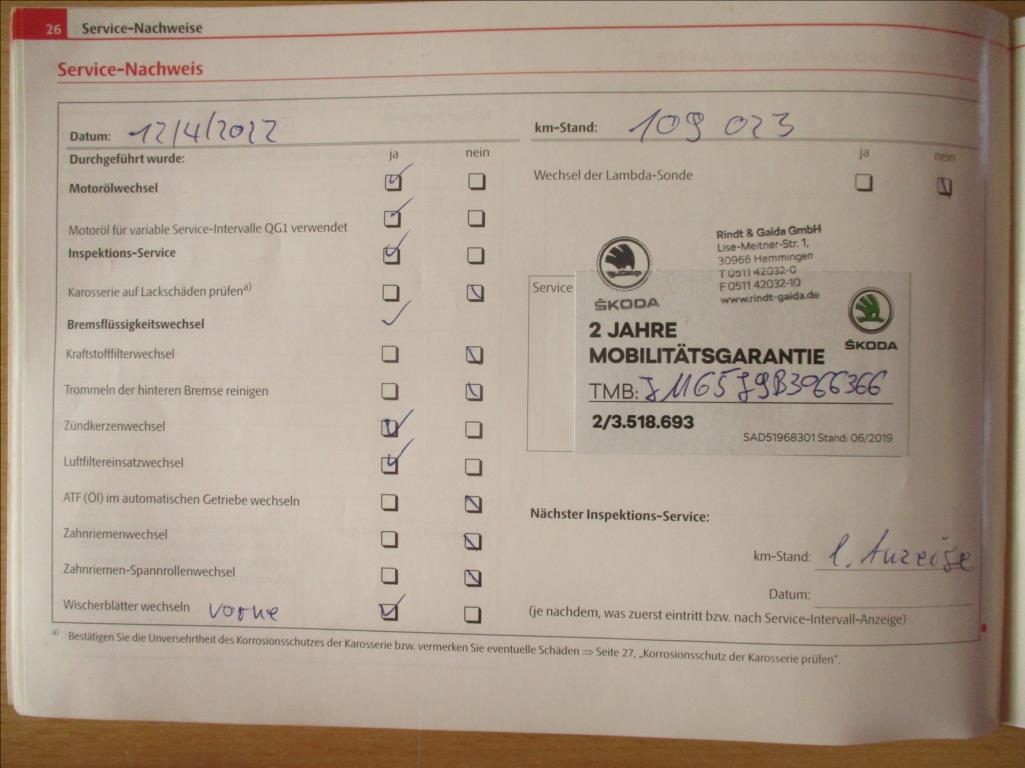 26 Service-Nachweise
Service-Nachweis
Datum: 12/4/2022
km-Stand: 109 023
Durchgeführt wurde:
ja nein
ja nein
Motorölwechsel
Wechsel der Lambda-Sonde
Motoröl für variable Service-Intervalle QG1 verwendet
Inspektions-Service
Karosserie auf Lackschäden prüfen a)
Bremsflüssigkeitswechsel
Kraftstofffilterwechsel
Trommeln der hinteren Bremse reinigen
Zündkerzenwechsel
Luftfiltereinsatzwechsel
ATF (Öl) im automatischen Getriebe wechseln
Zahnriemenwechsel
Zahnriemen-Spannrollenwechsel
Wischerblätter wechseln vorne
Rindt & Gaida GmbH
Lise-Meitner-Str. 1,
30966 Hemmingen
T 0511 42032-0
F 0511 42032-10
www.rindt-gaida.de
ŠKODA
Service
ŠKODA
2 JAHRE
MOBILITÄTSGARANTIE
TMB: JM65J9B3066366
2/3.518.693
SAD51968301 Stand: 06/2019
Nächster Inspektions-Service:
km-Stand: l. Anzeige
Datum:
(je nachdem, was zuerst eintritt bzw. nach Service-Intervall-Anzeige)
a) Bestätigen Sie die Unversehrtheit des Korrosionsschutzes der Karosserie bzw. vermerken Sie eventuelle Schäden ⇒ Seite 27, „Korrosionsschutz der Karosserie prüfen".